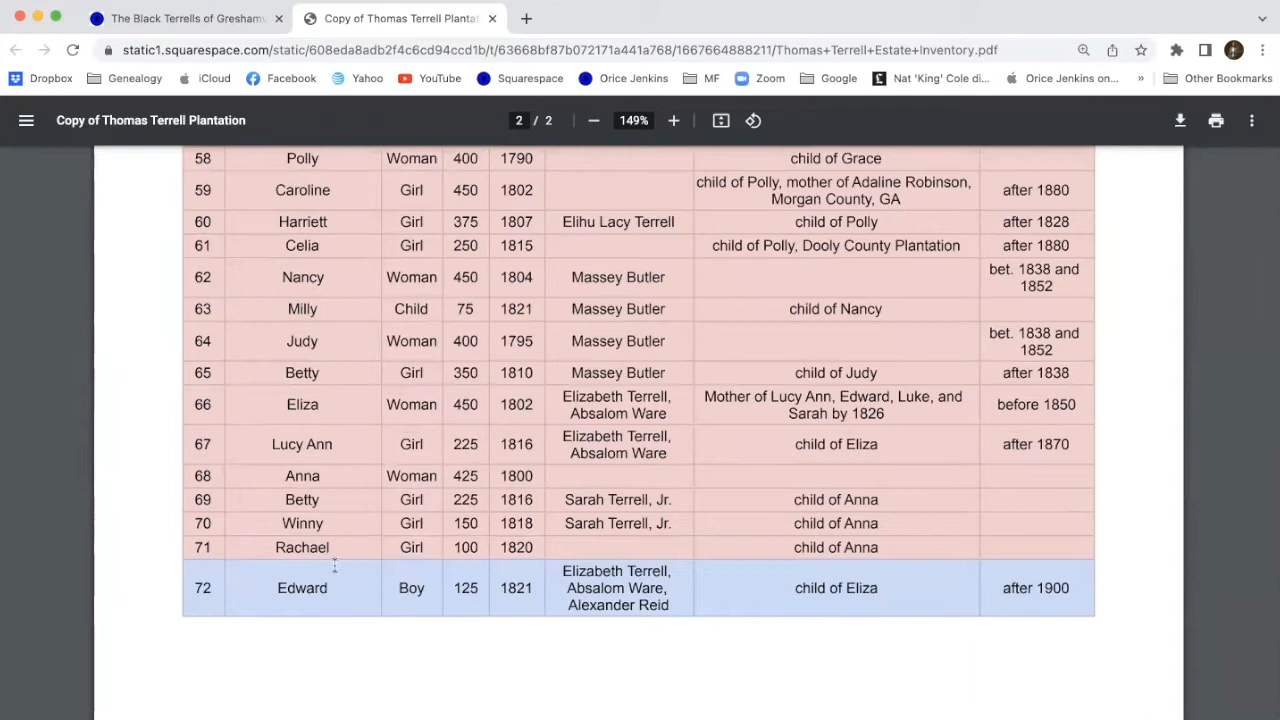 The Black Terrells of Greshamv
Copy of Thomas Terrell Plantat
static1.squarespace.com/static/608eda8adb2f4c6cd94ccd1b/t/63668bf87b072171a441a768/1667664888211/Thomas+Terrell+Estate+Inventory.pdf
Dropbox Genealogy iCloud Facebook Yahoo YouTube Squarespace Orice Jenkins MF Zoom Google Nat 'King' Cole di... Orice Jenkins on... » Other Bookmarks
Copy of Thomas Terrell Plantation 2 / 2 149%
58 Polly Woman 400 1790 child of Grace
59 Caroline Girl 450 1802 child of Polly, mother of Adaline Robinson, Morgan County, GA after 1880
60 Harriett Girl 375 1807 Elihu Lacy Terrell child of Polly after 1828
61 Celia Girl 250 1815 child of Polly, Dooly County Plantation after 1880
62 Nancy Woman 450 1804 Massey Butler bet. 1838 and 1852
63 Milly Child 75 1821 Massey Butler child of Nancy
64 Judy Woman 400 1795 Massey Butler bet. 1838 and 1852
65 Betty Girl 350 1810 Massey Butler child of Judy after 1838
66 Eliza Woman 450 1802 Elizabeth Terrell, Absalom Ware Mother of Lucy Ann, Edward, Luke, and Sarah by 1826 before 1850
67 Lucy Ann Girl 225 1816 Elizabeth Terrell, Absalom Ware child of Eliza after 1870
68 Anna Woman 425 1800
69 Betty Girl 225 1816 Sarah Terrell, Jr. child of Anna
70 Winny Girl 150 1818 Sarah Terrell, Jr. child of Anna
71 Rachael Girl 100 1820 child of Anna
72 Edward Boy 125 1821 Elizabeth Terrell, Absalom Ware, Alexander Reid child of Eliza after 1900